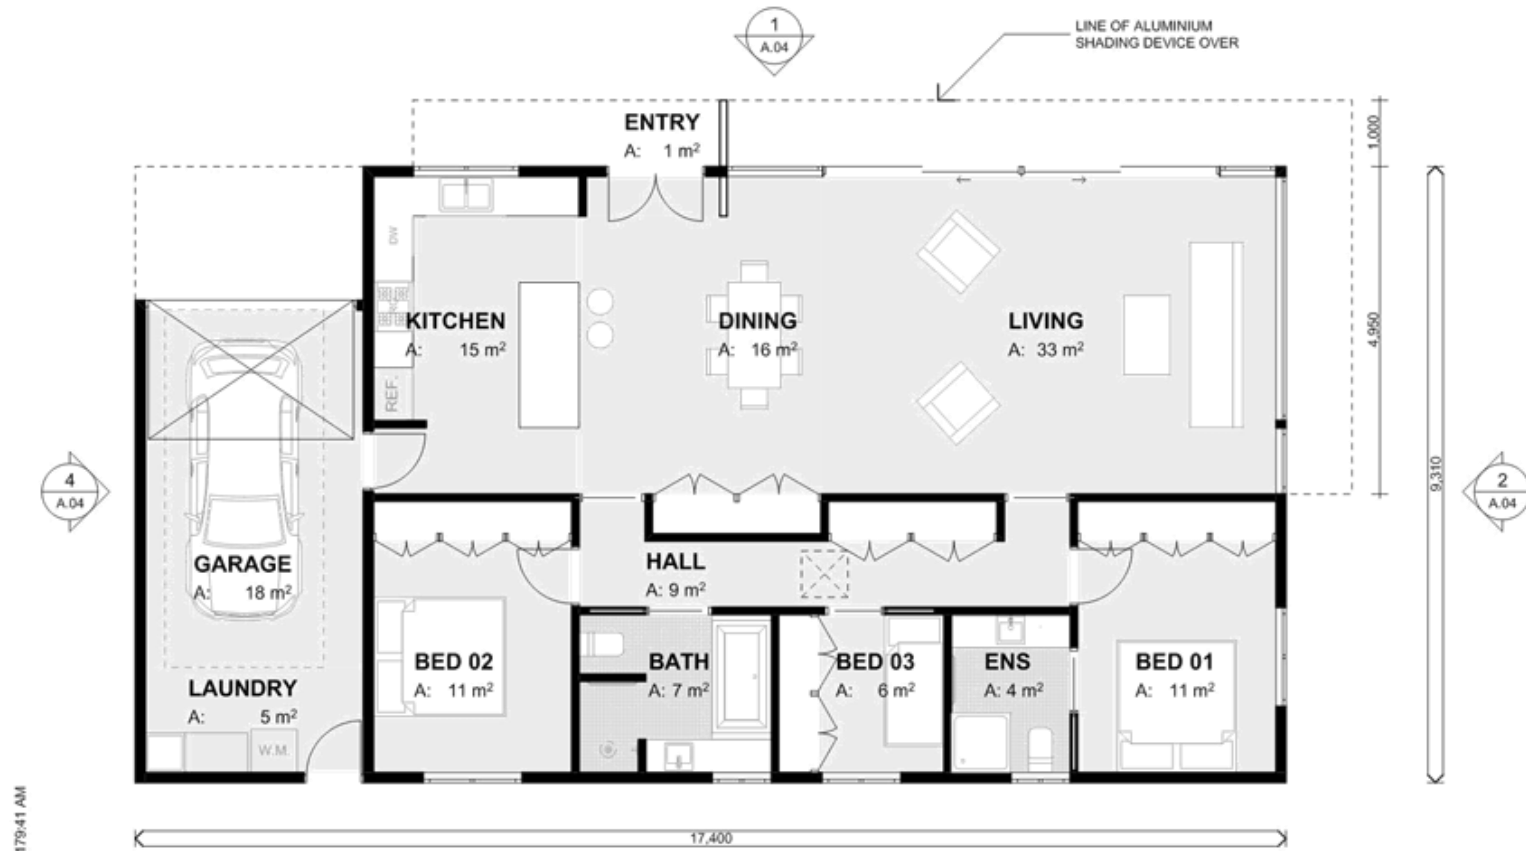 1
A.04
LINE OF ALUMINIUM
SHADING DEVICE OVER
ENTRY
A: 1 m²
1,000
DW
KITCHEN
A: 15 m²
DINING
A: 16 m²
LIVING
A: 33 m²
4,950
REF.
4
A.04
9,310
2
A.04
GARAGE
A: 18 m²
HALL
A: 9 m²
LAUNDRY
A: 5 m²
W.M.
BED 02
A: 11 m²
BATH
A: 7 m²
BED 03
A: 6 m²
ENS
A: 4 m²
BED 01
A: 11 m²
179:41 AM
17,400